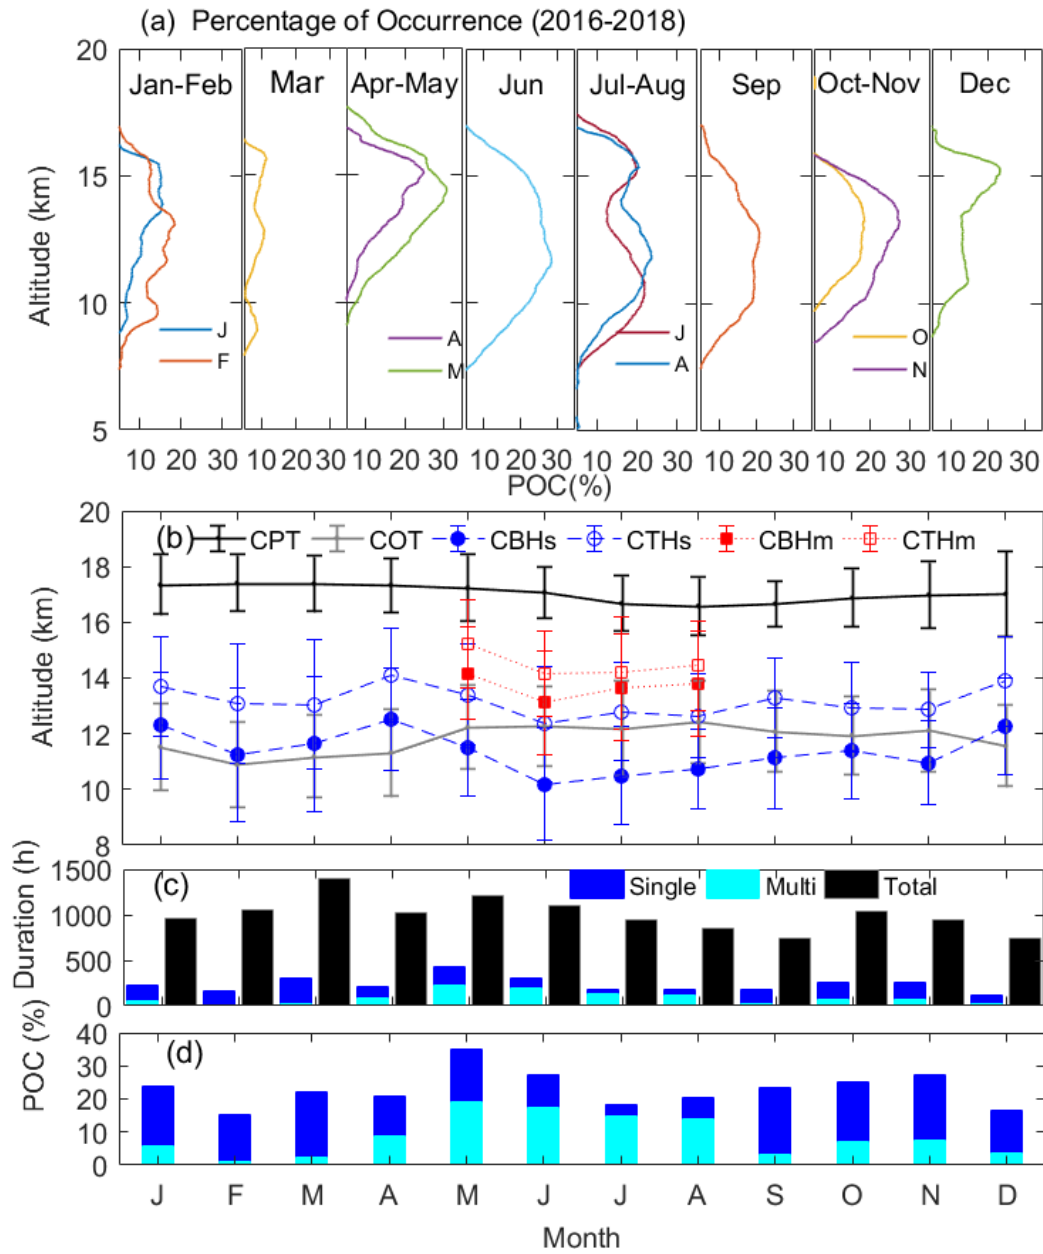 (a) Percentage of Occurrence (2016-2018)
20
15
10
5
Altitude (km)
Jan-Feb Mar Apr-May Jun Jul-Aug Sep Oct-Nov Dec
J
F
A
M
J
A
O
N
10 20 30 10 20 30 10 20 30 10 20 30 10 20 30 10 20 30 10 20 30 10 20 30
POC(%)
(b) CPT COT CBHs CTHs CBHm CTHm
20
18
16
14
12
10
8
Altitude (km)
(c) Single Multi Total
1500
1000
500
0
Duration (h)
(d)
40
30
20
10
0
POC (%)
J F M A M J J A S O N D
Month